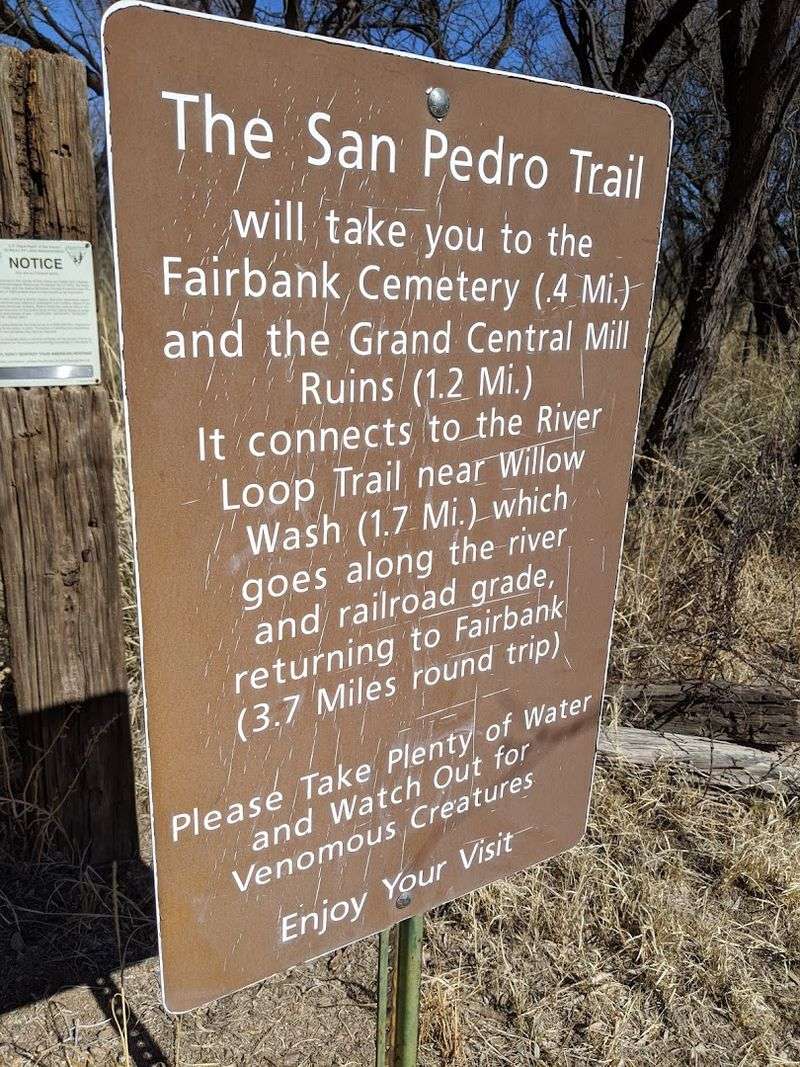 The San Pedro Trail
will take you to the
Fairbank Cemetery (.4 Mi.)
and the Grand Central Mill
Ruins (1.2 Mi.)
It connects to the River
Loop Trail near Willow
Wash (1.7 Mi.) which
goes along the river
and railroad grade,
returning to Fairbank
(3.7 Miles round trip)
Please Take Plenty of Water
and Watch Out for
Venomous Creatures
Enjoy Your Visit
NOTICE